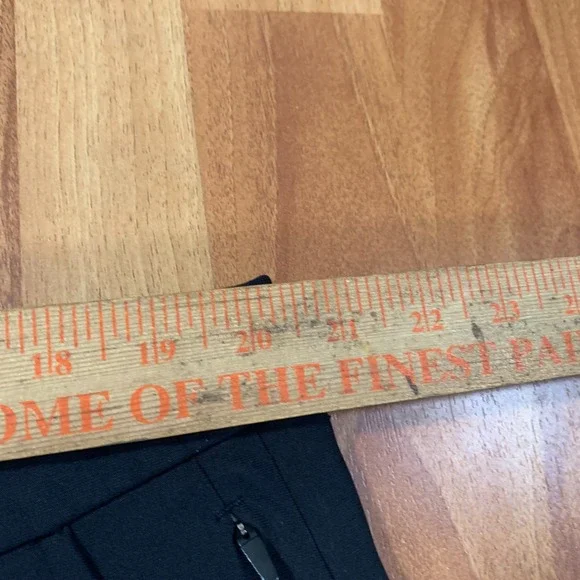 18 19 20 21 22 23
OME OF THE FINEST PA